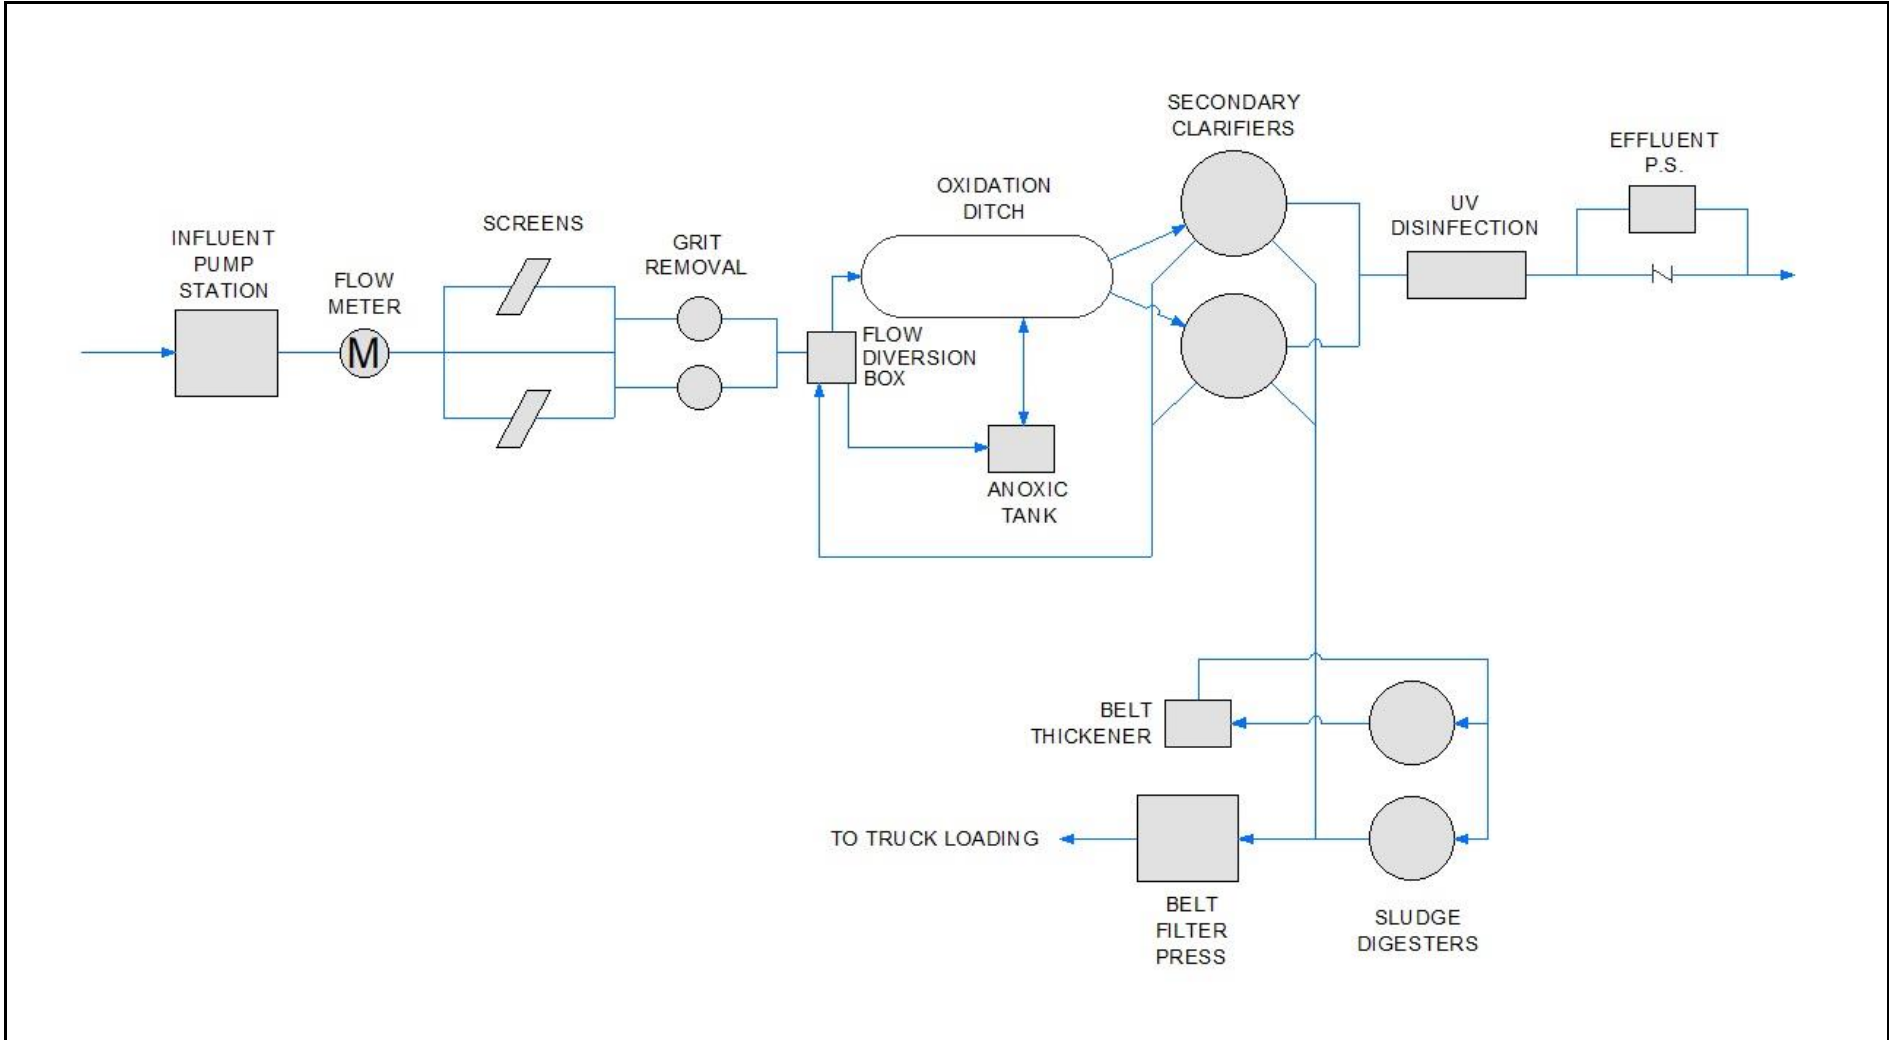 INFLUENT
PUMP
STATION
FLOW
METER
M
SCREENS
GRIT
REMOVAL
FLOW
DIVERSION
BOX
OXIDATION
DITCH
ANOXIC
TANK
SECONDARY
CLARIFIERS
UV
DISINFECTION
EFFLUENT
P.S.
BELT
THICKENER
TO TRUCK LOADING
BELT
FILTER
PRESS
SLUDGE
DIGESTERS